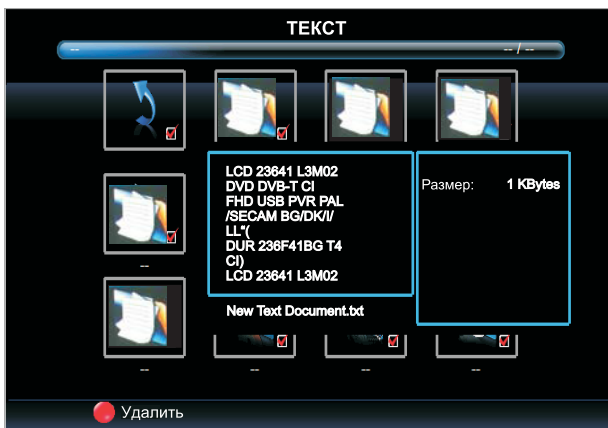 ТЕКСТ
--
-- / --
LCD 23641 L3M02
DVD DVB-T CI
FHD USB PVR PAL
/SECAM BG/DK/I/
LL"(
DUR 236F41BG T4
CI)
LCD 23641 L3M02
Размер: 1 KBytes
--
New Text Document.txt
--
--
--
--
Удалить